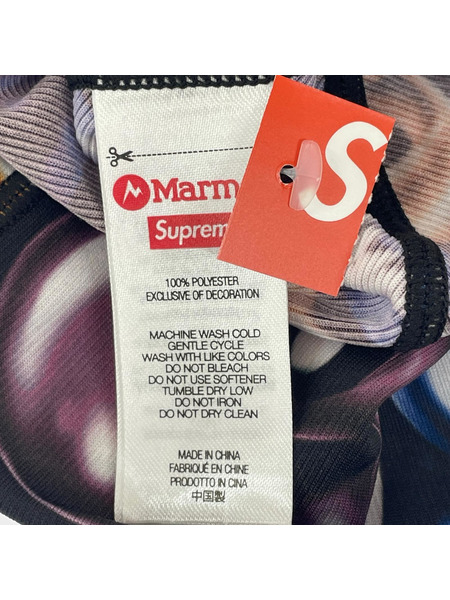 Marm
Suprem
S
100% POLYESTER
EXCLUSIVE OF DECORATION
MACHINE WASH COLD
GENTLE CYCLE
WASH WITH LIKE COLORS
DO NOT BLEACH
DO NOT USE SOFTENER
TUMBLE DRY LOW
DO NOT IRON
DO NOT DRY CLEAN
MADE IN CHINA
FABRIQUÉ EN CHINE
PRODOTTO IN CINA
中国製